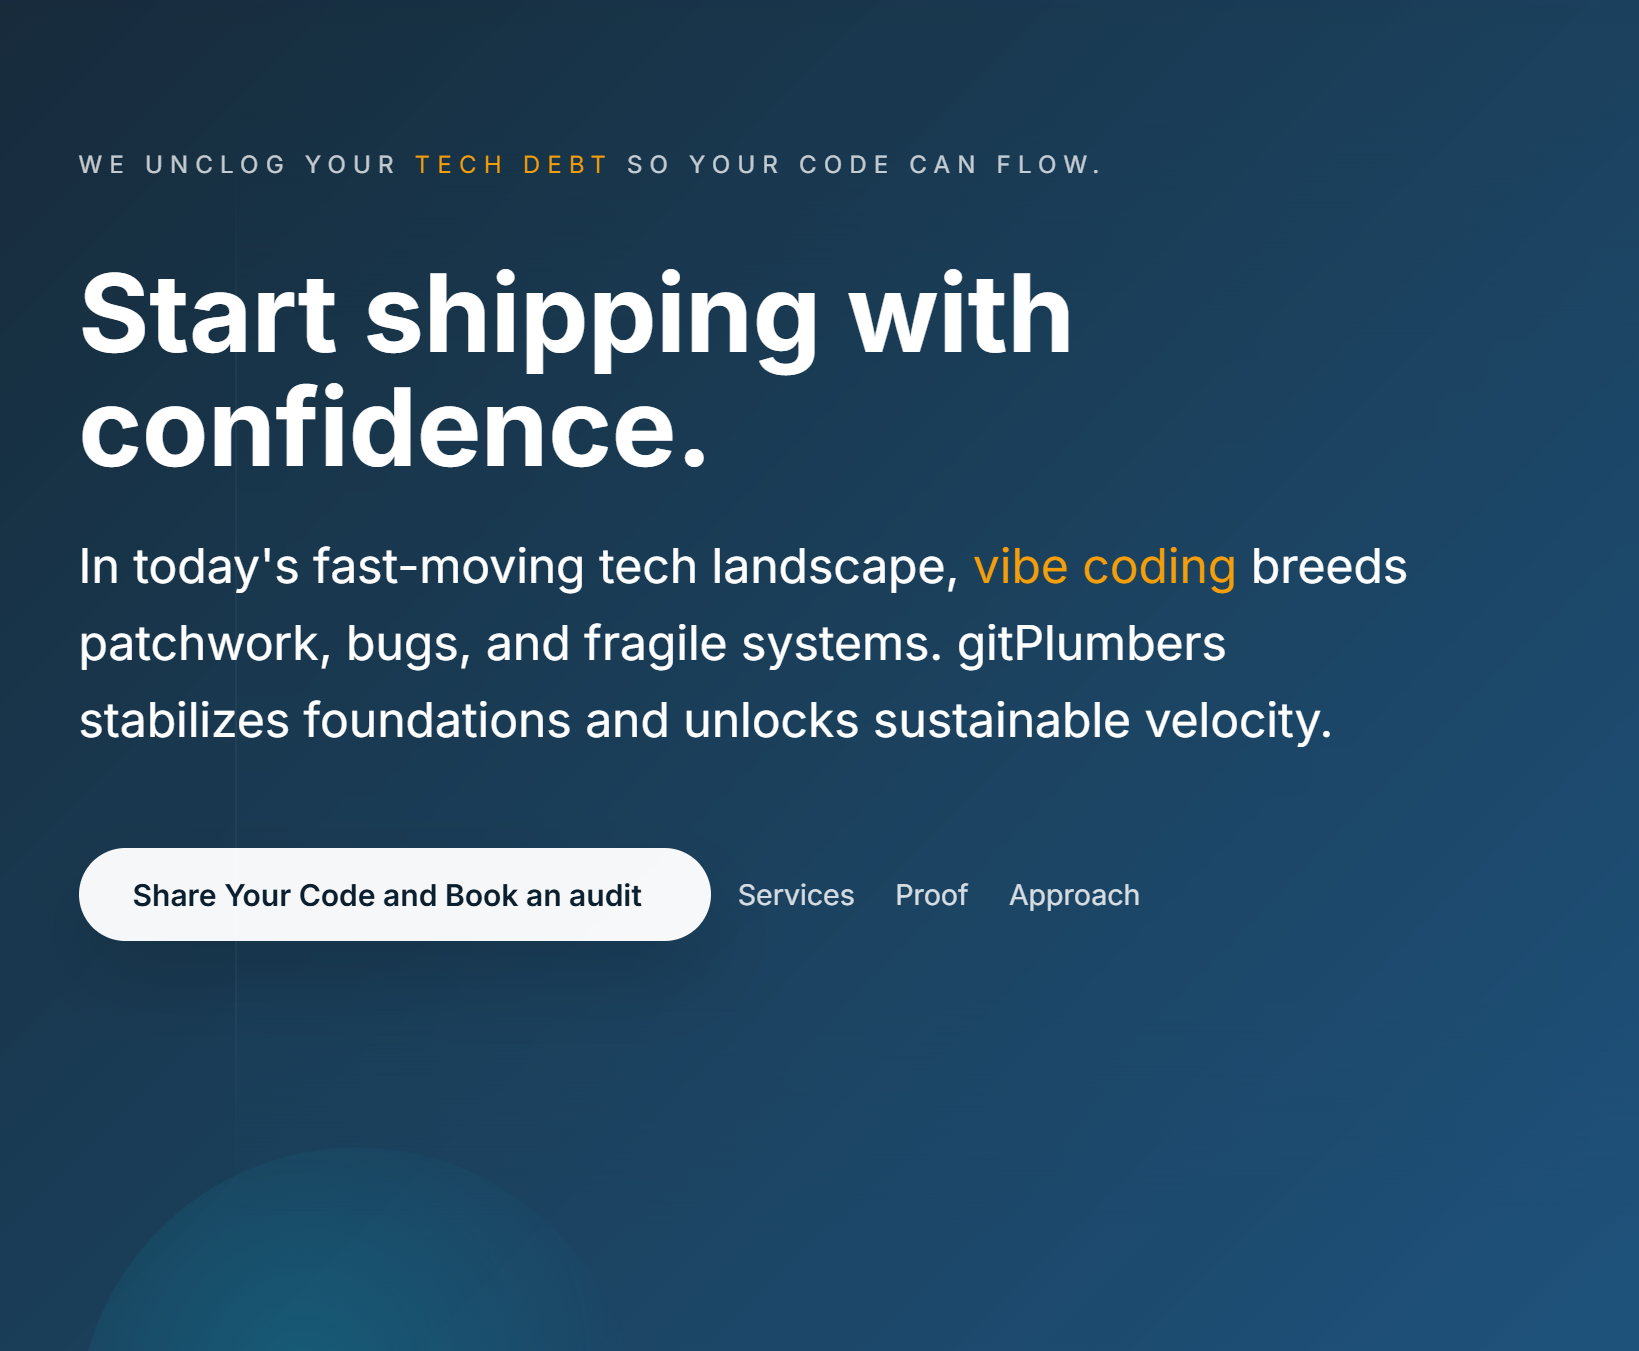 WE UNCLOG YOUR TECH DEBT SO YOUR CODE CAN FLOW.
Start shipping with
confidence.
In today's fast-moving tech landscape, vibe coding breeds
patchwork, bugs, and fragile systems. gitPlumbers
stabilizes foundations and unlocks sustainable velocity.
Share Your Code and Book an audit Services Proof Approach